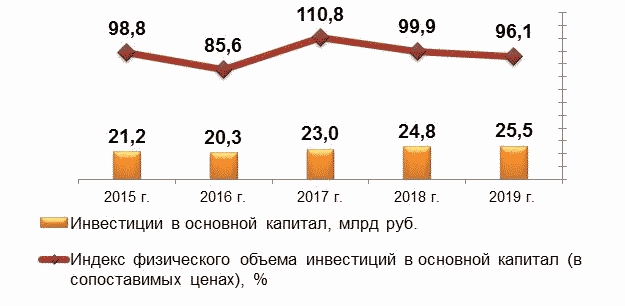 98,8 85,6 110,8 99,9 96,1
21,2 20,3 23,0 24,8 25,5
2015 г. 2016 г. 2017 г. 2018 г. 2019 г.
Инвестиции в основной капитал, млрд руб.
Индекс физического объема инвестиций в основной капитал (в
сопоставимых ценах), %